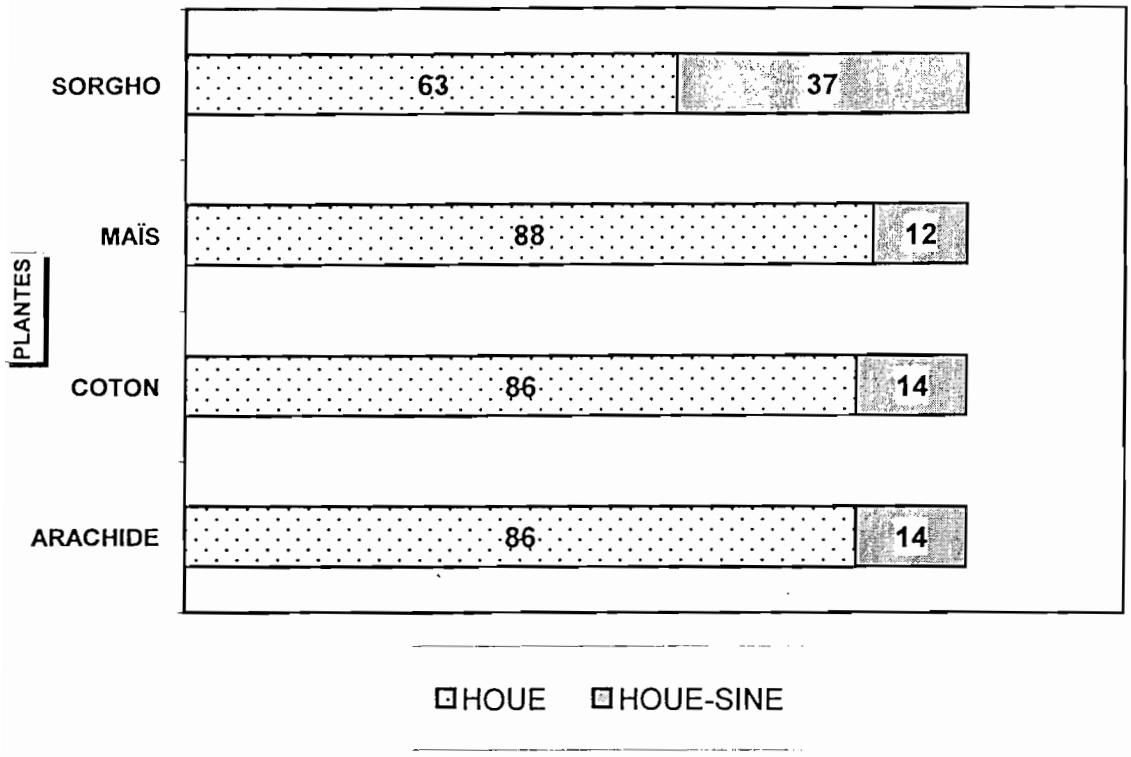 SORGHO 63 37
MAÏS 88 12
PLANTES
COTON 86 14
ARACHIDE 86 14
HOUE HOUE-SINE